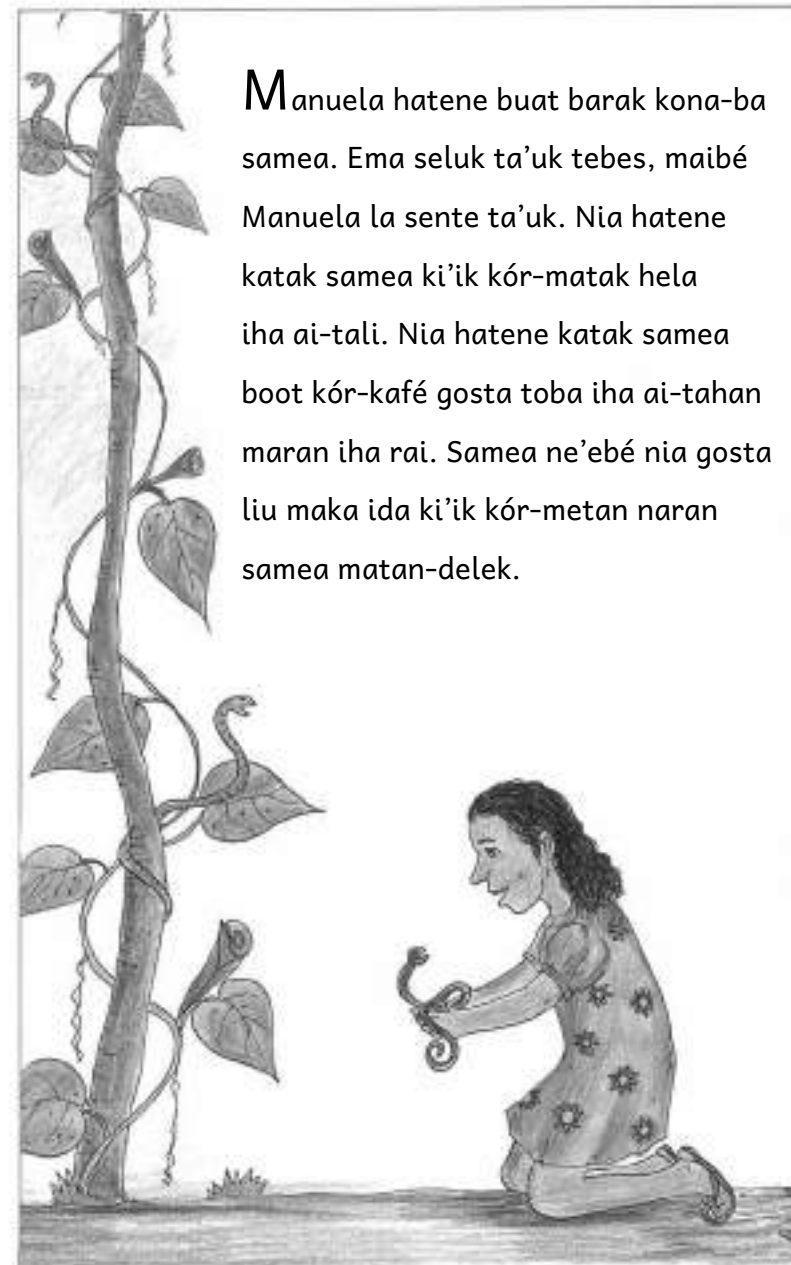 Manuela hatene buat barak kona-ba
samea. Ema seluk ta'uk tebes, maibé
Manuela la sente ta'uk. Nia hatene
katak samea ki'ik kór-matak hela
iha ai-tali. Nia hatene katak samea
boot kór-kafé gosta toba iha ai-tahan
maran iha rai. Samea ne'ebé nia gosta
liu maka ida ki'ik kór-metan naran
samea matan-delek.